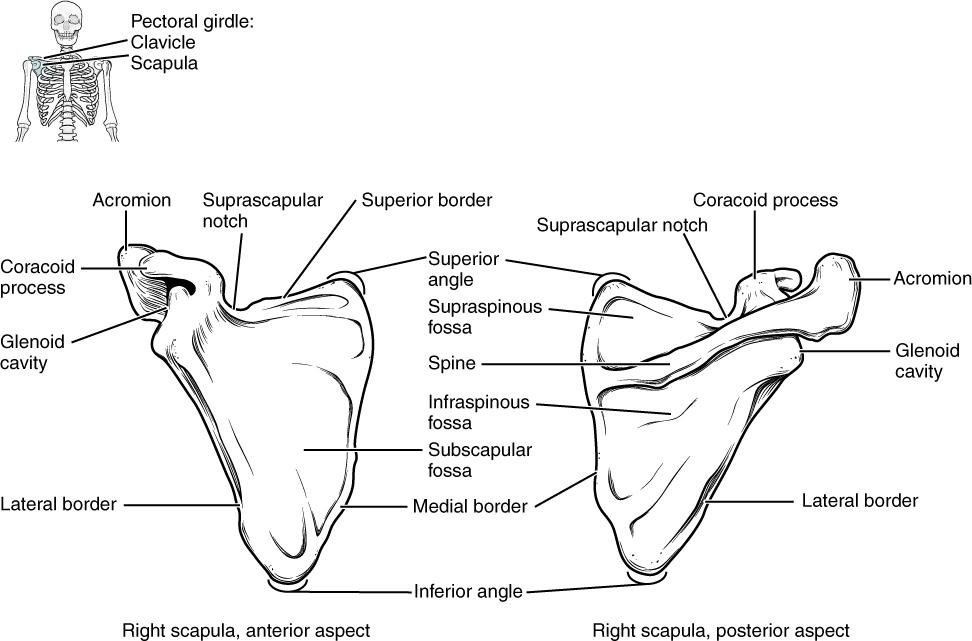 Pectoral girdle:
Clavicle
Scapula
Acromion
Suprascapular
notch
Superior border
Coracoid process
Suprascapular notch
Coracoid
process
Superior
angle
Acromion
Supraspinous
fossa
Glenoid
cavity
Spine
Glenoid
cavity
Infraspinous
fossa
Subscapular
fossa
Lateral border
Medial border
Lateral border
Inferior angle
Right scapula, anterior aspect
Right scapula, posterior aspect